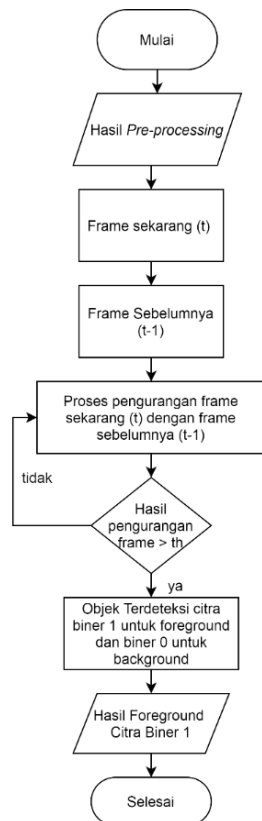 Mulai
Hasil Pre-processing
Frame sekarang (t)
Frame Sebelumnya
(t-1)
Proses pengurangan frame
sekarang (t) dengan frame
sebelumnya (t-1)
tidak
Hasil
pengurangan
frame > th
ya
Objek Terdeteksi citra
biner 1 untuk foreground
dan biner 0 untuk
background
Hasil Foreground
Citra Biner 1
Selesai